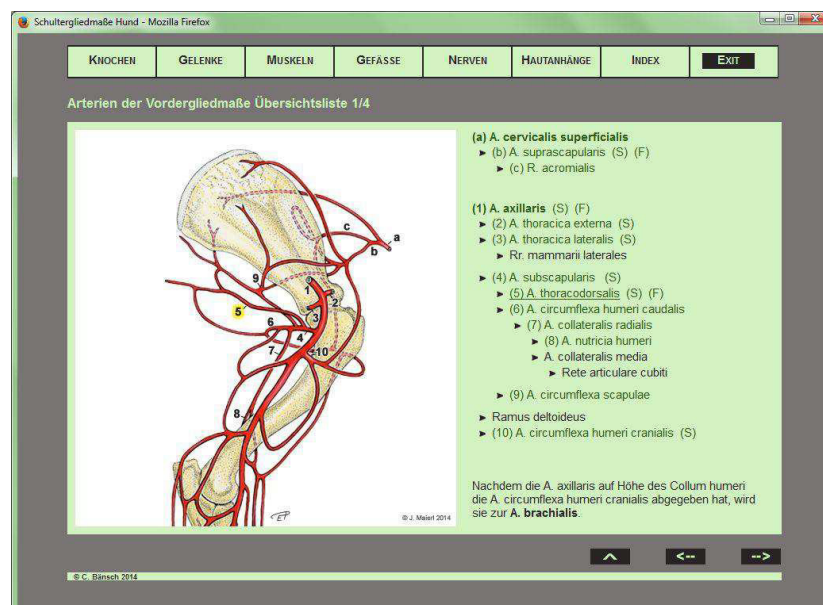 Schultergliedmaße Hund - Mozilla Firefox
KNOCHEN GELENKE MUSKELN GEFÄSSE NERVEN HAUTANHÄNGE INDEX EXIT
Arterien der Vordergliedmaße Übersichtsliste 1/4
(a) A. cervicalis superficialis
► (b) A. suprascapularis (S) (F)
► (c) R. acromialis
(1) A. axillaris (S) (F)
► (2) A. thoracica externa (S)
► (3) A. thoracica lateralis (S)
► Rr. mammarii laterales
► (4) A. subscapularis (S)
► (5) A. thoracodorsalis (S) (F)
► (6) A. circumflexa humeri caudalis
► (7) A. collateralis radialis
► (8) A. nutricia humeri
► A. collateralis media
► Rete articulare cubiti
► (9) A. circumflexa scapulae
► Ramus deltoideus
► (10) A. circumflexa humeri cranialis (S)
Nachdem die A. axillaris auf Höhe des Collum humeri
die A. circumflexa humeri cranialis abgegeben hat, wird
sie zur A. brachialis.
c
a
b
9
1
2
5
3
6
4
7
10
8
© J. Maierl 2014
<--
-->
© C. Bänsch 2014